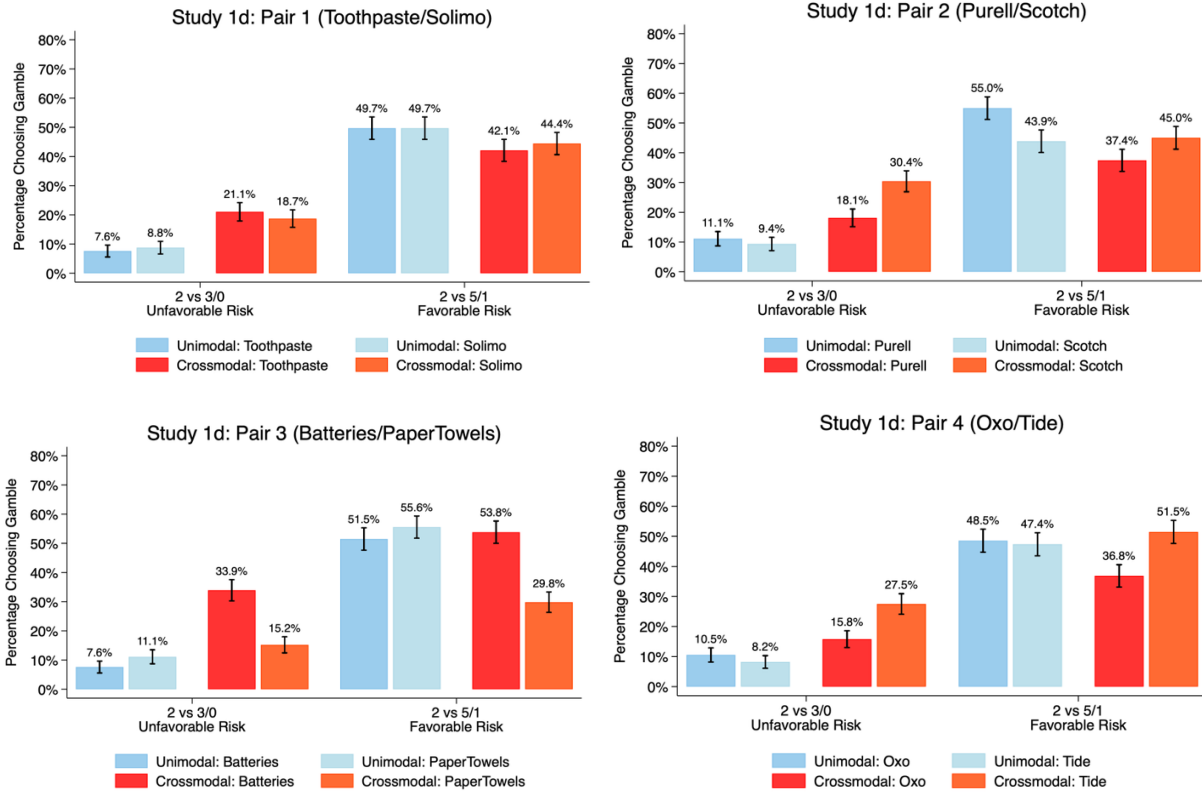 Study 1d: Pair 1 (Toothpaste/Solimo)
Percentage Choosing Gamble
80%
70%
60%
50%
40%
30%
20%
10%
0%
7.6%
8.8%
21.1%
18.7%
49.7%
49.7%
42.1%
44.4%
2 vs 3/0
Unfavorable Risk
2 vs 5/1
Favorable Risk
Unimodal: Toothpaste
Unimodal: Solimo
Crossmodal: Toothpaste
Crossmodal: Solimo
Study 1d: Pair 2 (Purell/Scotch)
Percentage Choosing Gamble
80%
70%
60%
50%
40%
30%
20%
10%
0%
11.1%
9.4%
18.1%
30.4%
55.0%
43.9%
37.4%
45.0%
2 vs 3/0
Unfavorable Risk
2 vs 5/1
Favorable Risk
Unimodal: Purell
Unimodal: Scotch
Crossmodal: Purell
Crossmodal: Scotch
Study 1d: Pair 3 (Batteries/PaperTowels)
Percentage Choosing Gamble
80%
70%
60%
50%
40%
30%
20%
10%
0%
7.6%
11.1%
33.9%
15.2%
51.5%
55.6%
53.8%
29.8%
2 vs 3/0
Unfavorable Risk
2 vs 5/1
Favorable Risk
Unimodal: Batteries
Unimodal: PaperTowels
Crossmodal: Batteries
Crossmodal: PaperTowels
Study 1d: Pair 4 (Oxo/Tide)
Percentage Choosing Gamble
80%
70%
60%
50%
40%
30%
20%
10%
0%
10.5%
8.2%
15.8%
27.5%
48.5%
47.4%
36.8%
51.5%
2 vs 3/0
Unfavorable Risk
2 vs 5/1
Favorable Risk
Unimodal: Oxo
Unimodal: Tide
Crossmodal: Oxo
Crossmodal: Tide